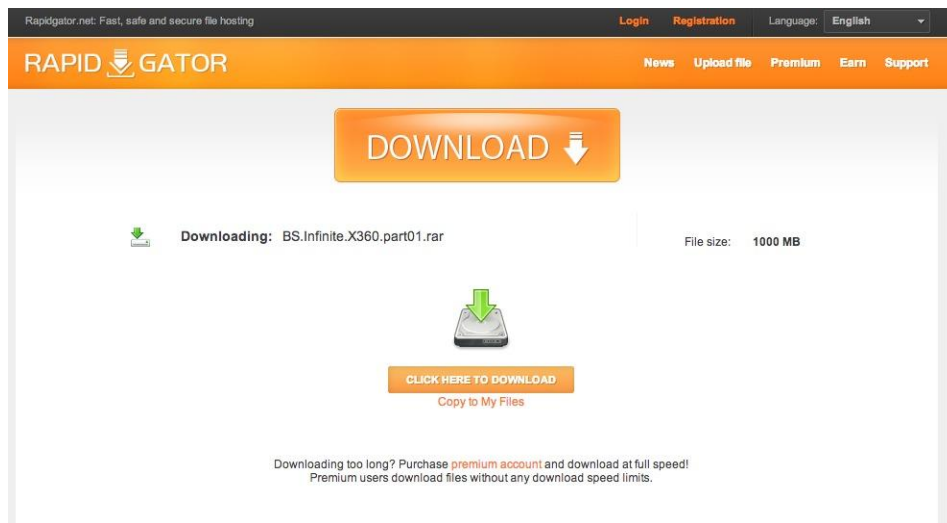 Rapidgator.net: Fast, safe and secure file hosting
Login Registration Language: English
RAPID GATOR
News Upload file Premium Earn Support
DOWNLOAD
Downloading: BS.Infinite.X360.part01.rar
File size: 1000 MB
CLICK HERE TO DOWNLOAD
Copy to My Files
Downloading too long? Purchase premium account and download at full speed!
Premium users download files without any download speed limits.